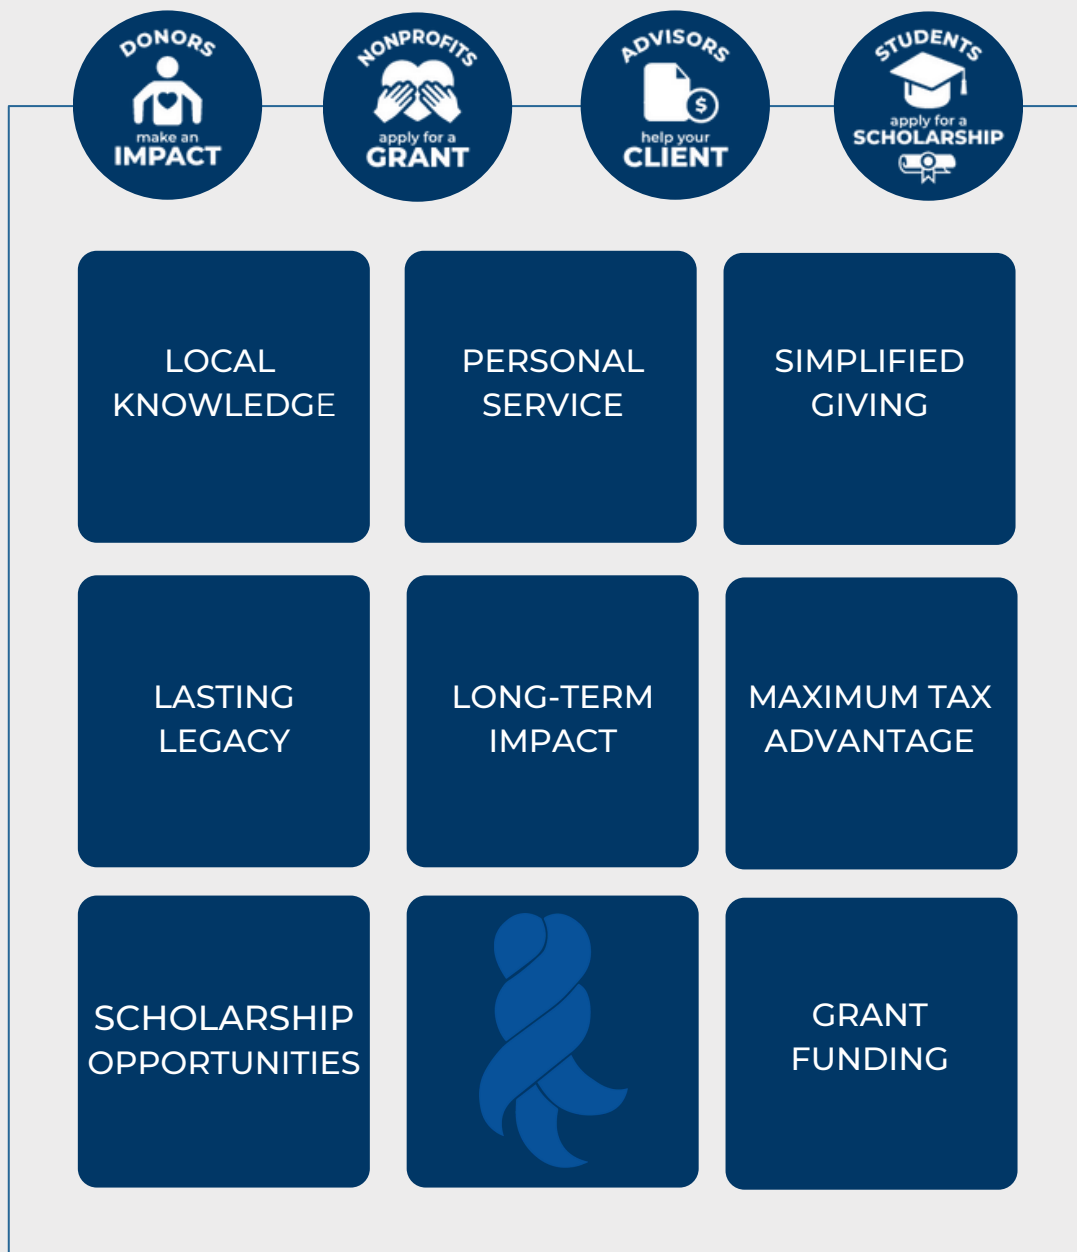 DONORS
make an
IMPACT
NONPROFITS
apply for a
GRANT
ADVISORS
$
help your
CLIENT
STUDENTS
apply for a
SCHOLARSHIP
LOCAL
KNOWLEDGE
PERSONAL
SERVICE
SIMPLIFIED
GIVING
LASTING
LEGACY
LONG-TERM
IMPACT
MAXIMUM TAX
ADVANTAGE
SCHOLARSHIP
OPPORTUNITIES
GRANT
FUNDING